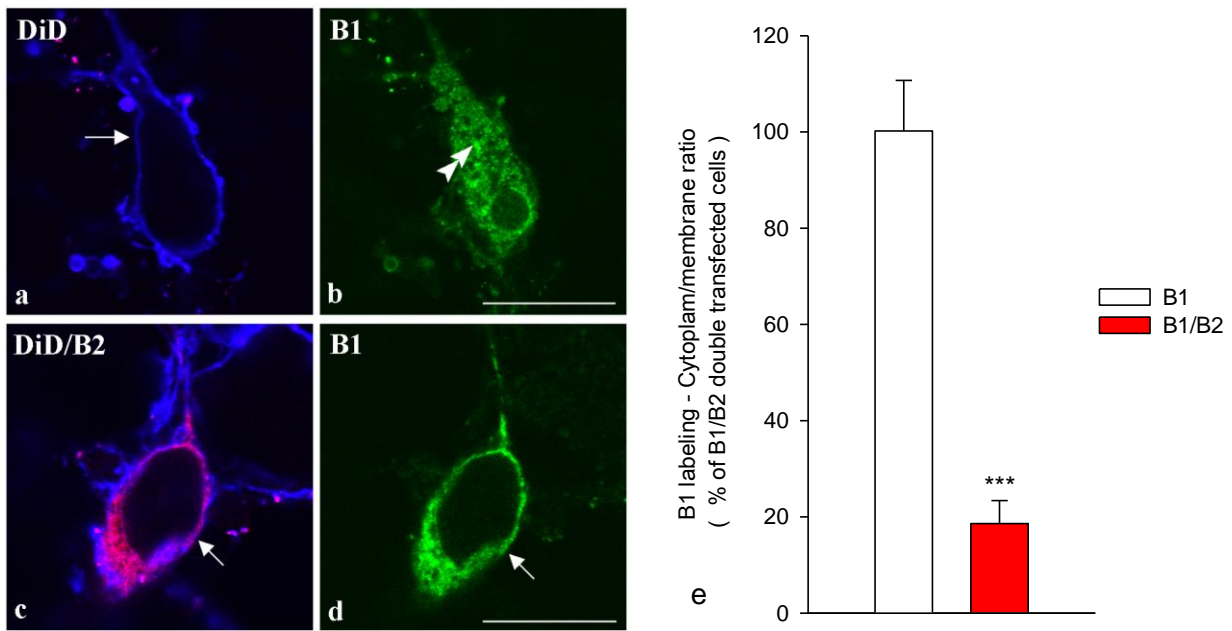 DiD
B1
a
b
DiD/B2
B1
c
d
B1 labeling - Cytoplam/membrane ratio
( % of B1/B2 double transfected cells )
120
100
80
60
40
20
0
***
B1
B1/B2
e